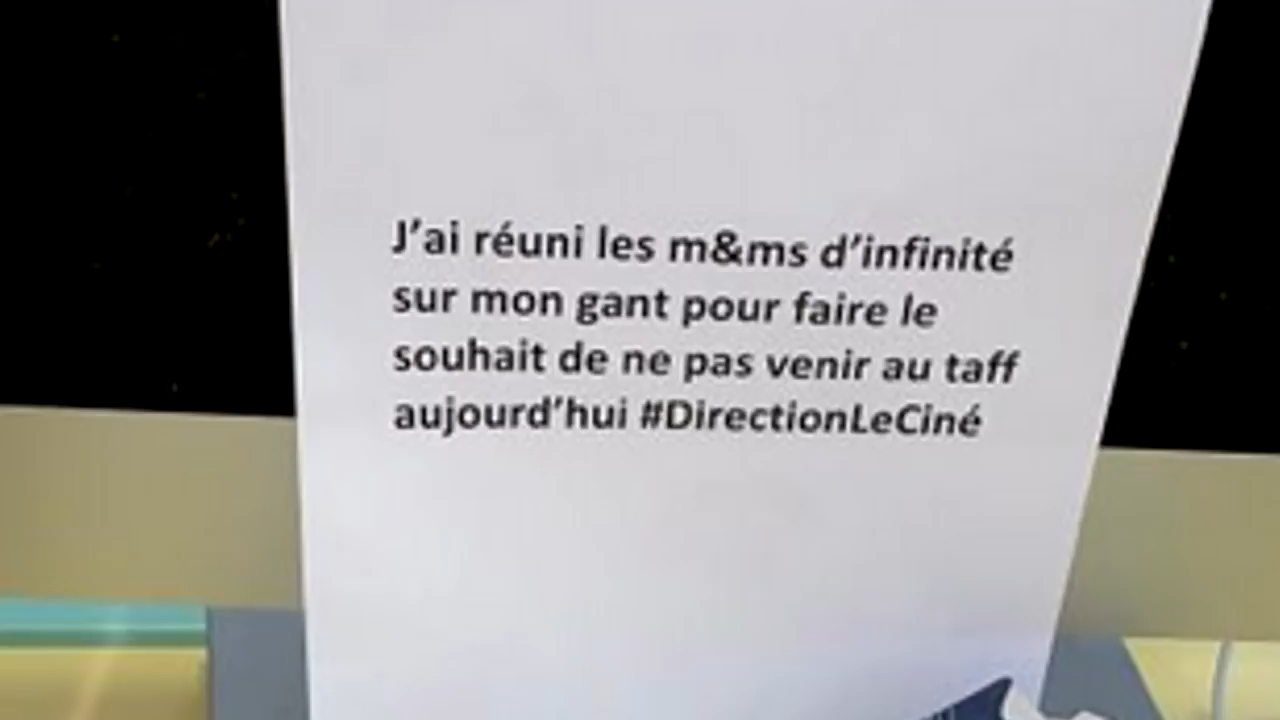 J’ai réuni les m&ms d’infinité
sur mon gant pour faire le
souhait de ne pas venir au taff
aujourd’hui #DirectionLeCiné